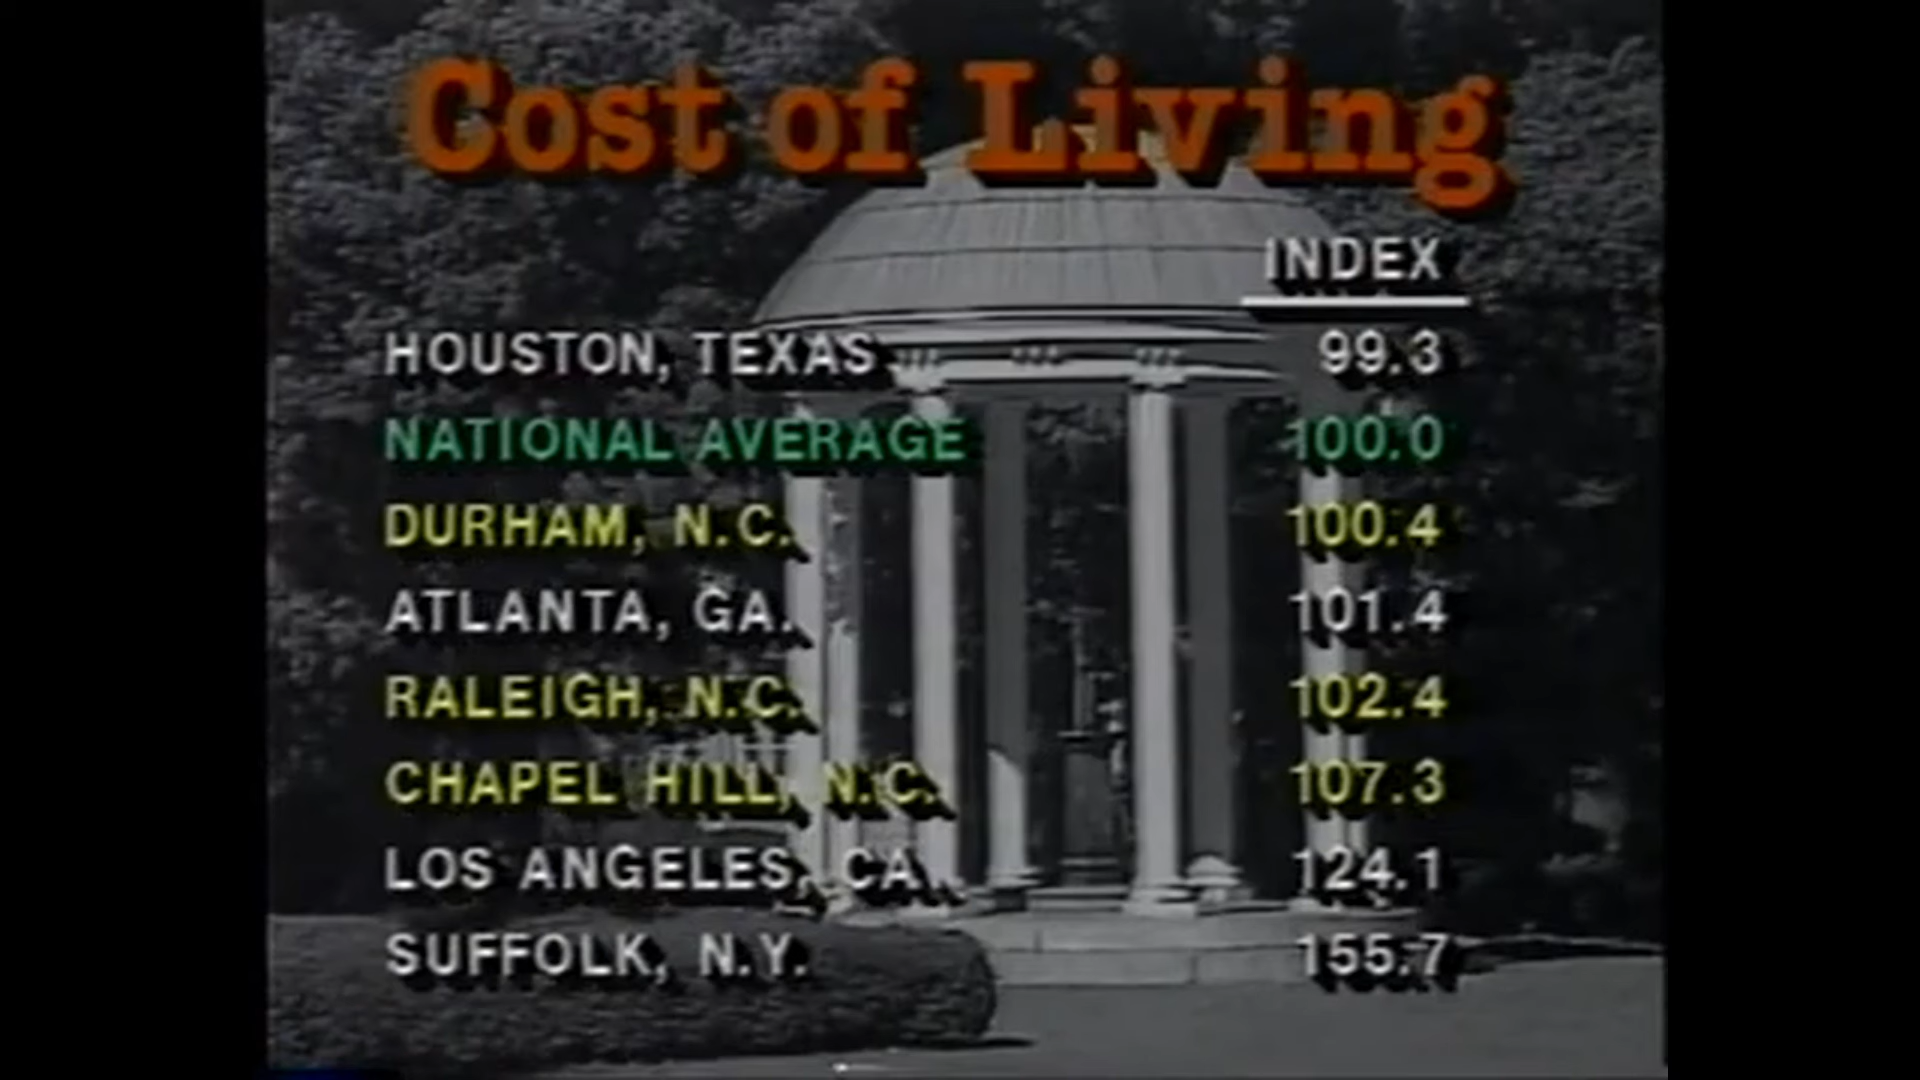 Cost of Living
INDEX
HOUSTON, TEXAS 99.3
NATIONAL AVERAGE 100.0
DURHAM, N.C. 100.4
ATLANTA, GA. 101.4
RALEIGH, N.C. 102.4
CHAPEL HILL, N.C. 107.3
LOS ANGELES, CA. 124.1
SUFFOLK, N.Y. 155.7